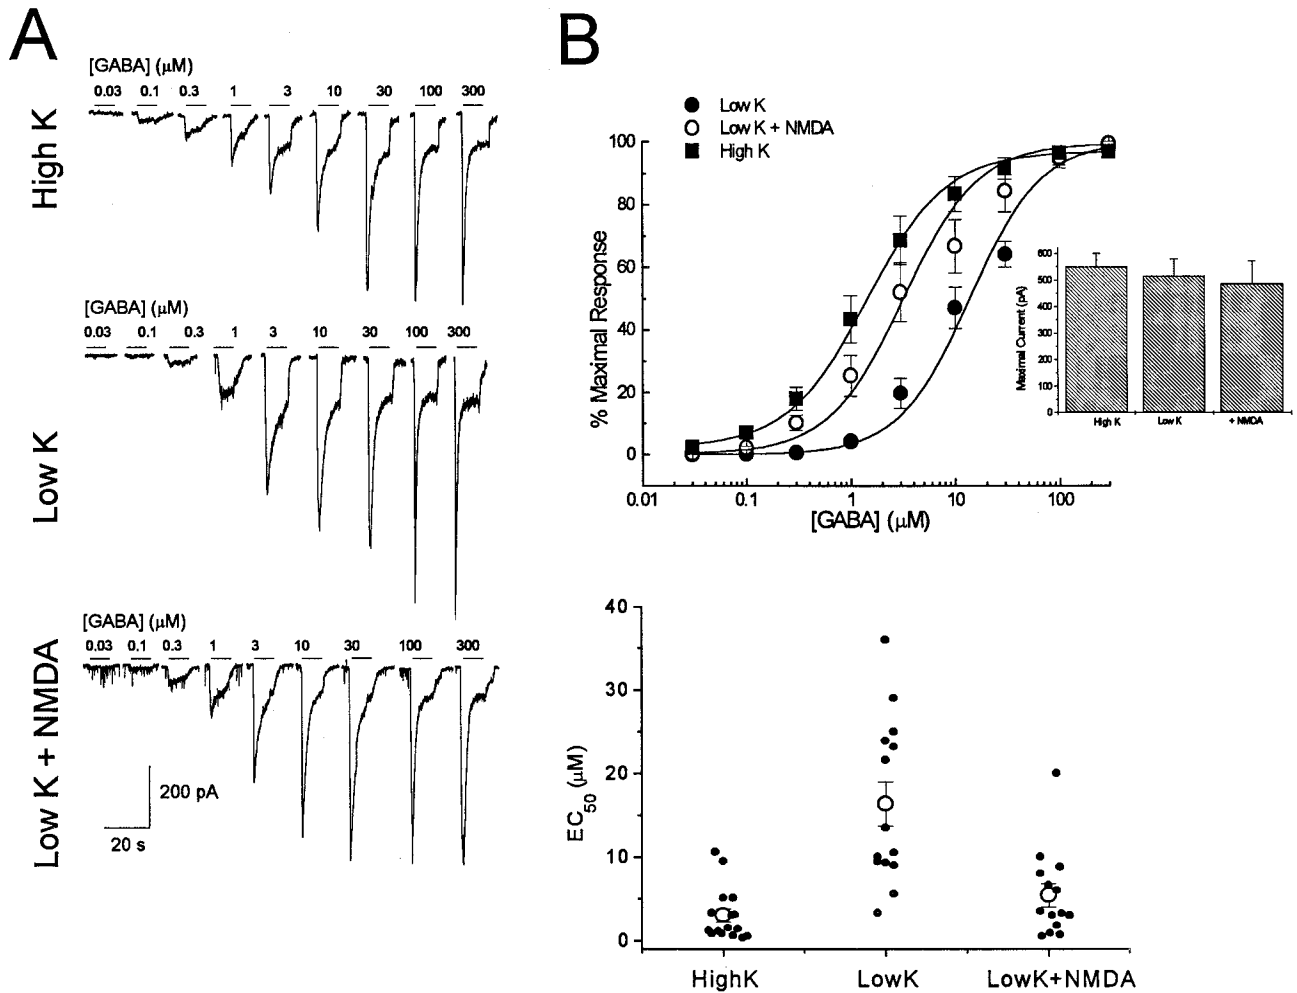 A
[GABA] (μM)
0.03 0.1 0.3 1 3 10 30 100 300
High K
[GABA] (μM)
0.03 0.1 0.3 1 3 10 30 100 300
Low K
[GABA] (μM)
0.03 0.1 0.3 1 3 10 30 100 300
Low K + NMDA
200 pA
20 s
B
Low K
Low K + NMDA
High K
% Maximal Response
100
80
60
40
20
0
0.01 0.1 1 10 100
[GABA] (μM)
Maximal Current (pA)
600
500
400
300
200
100
0
High K Low K + NMDA
EC50 (μM)
40
30
20
10
0
HighK LowK LowK+NMDA